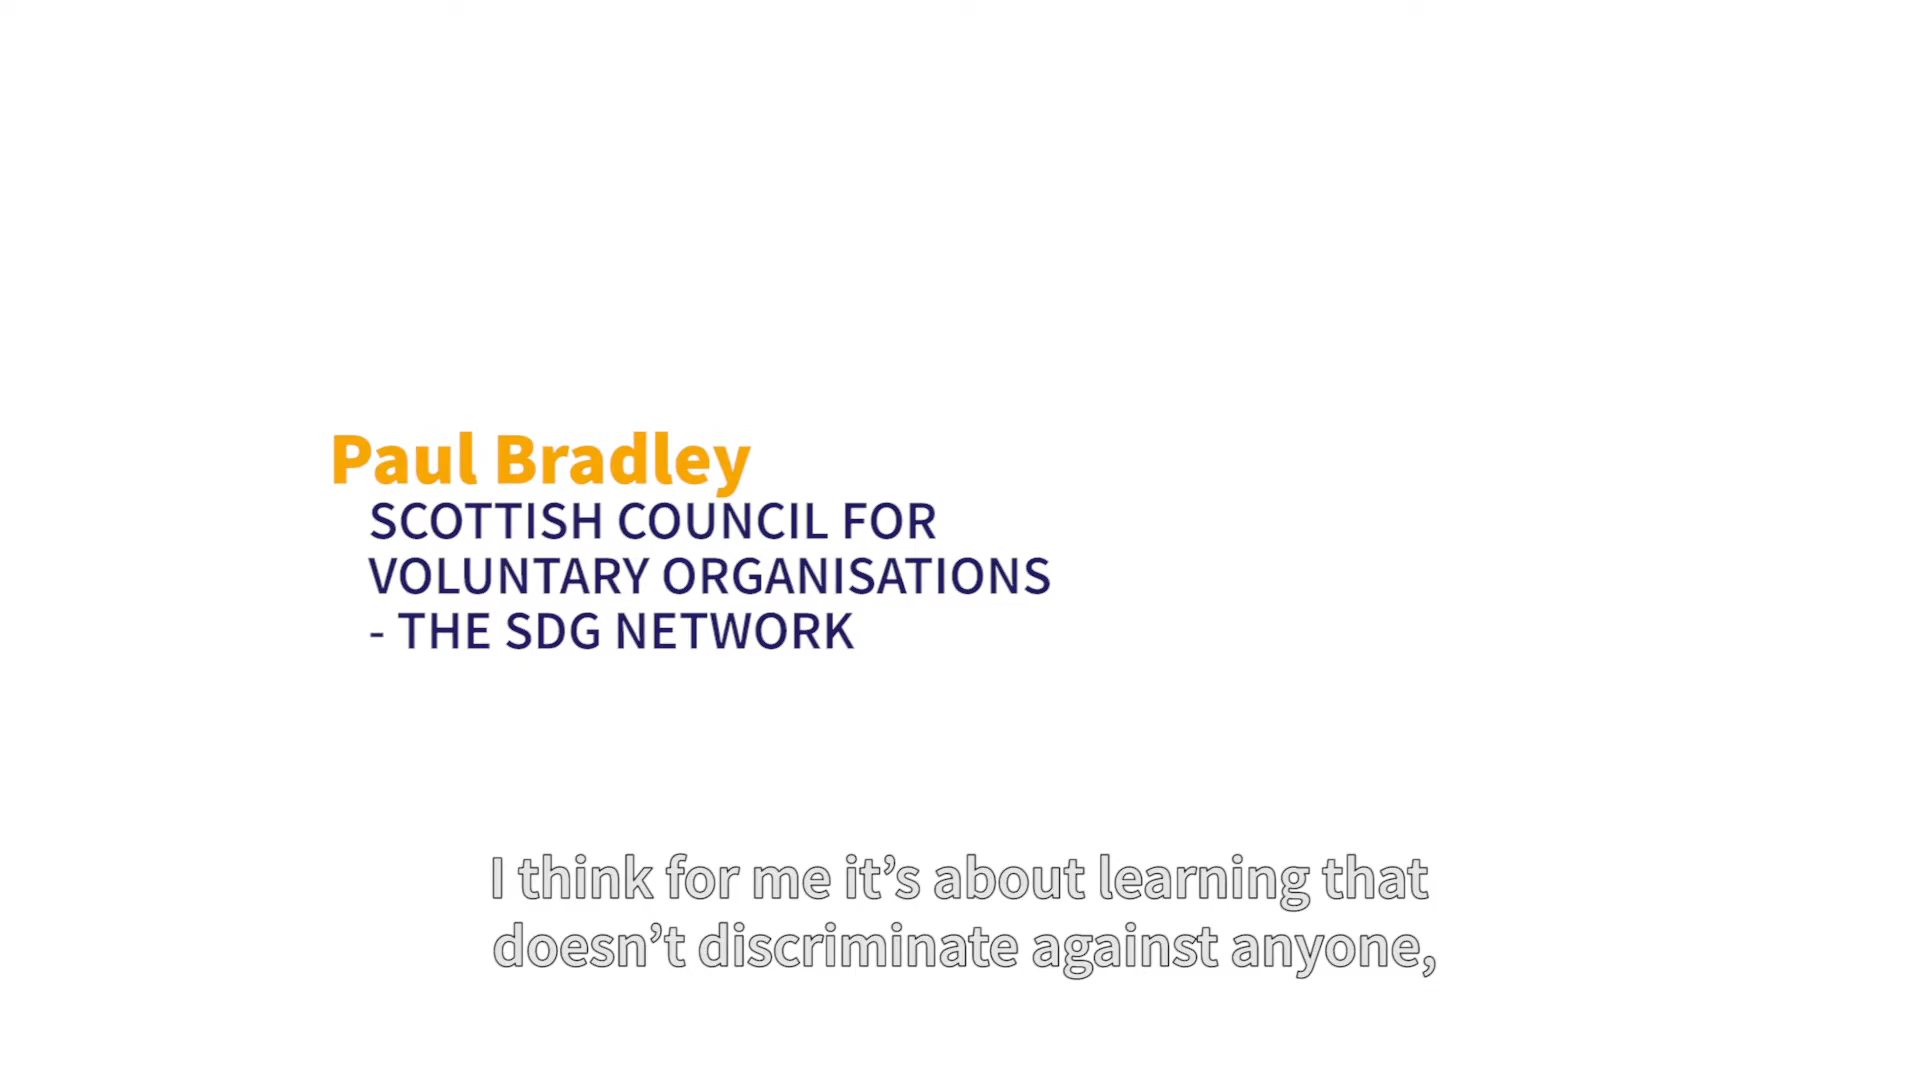 Paul Bradley
SCOTTISH COUNCIL FOR
VOLUNTARY ORGANISATIONS
- THE SDG NETWORK
I think for me it’s about learning that
doesn’t discriminate against anyone,